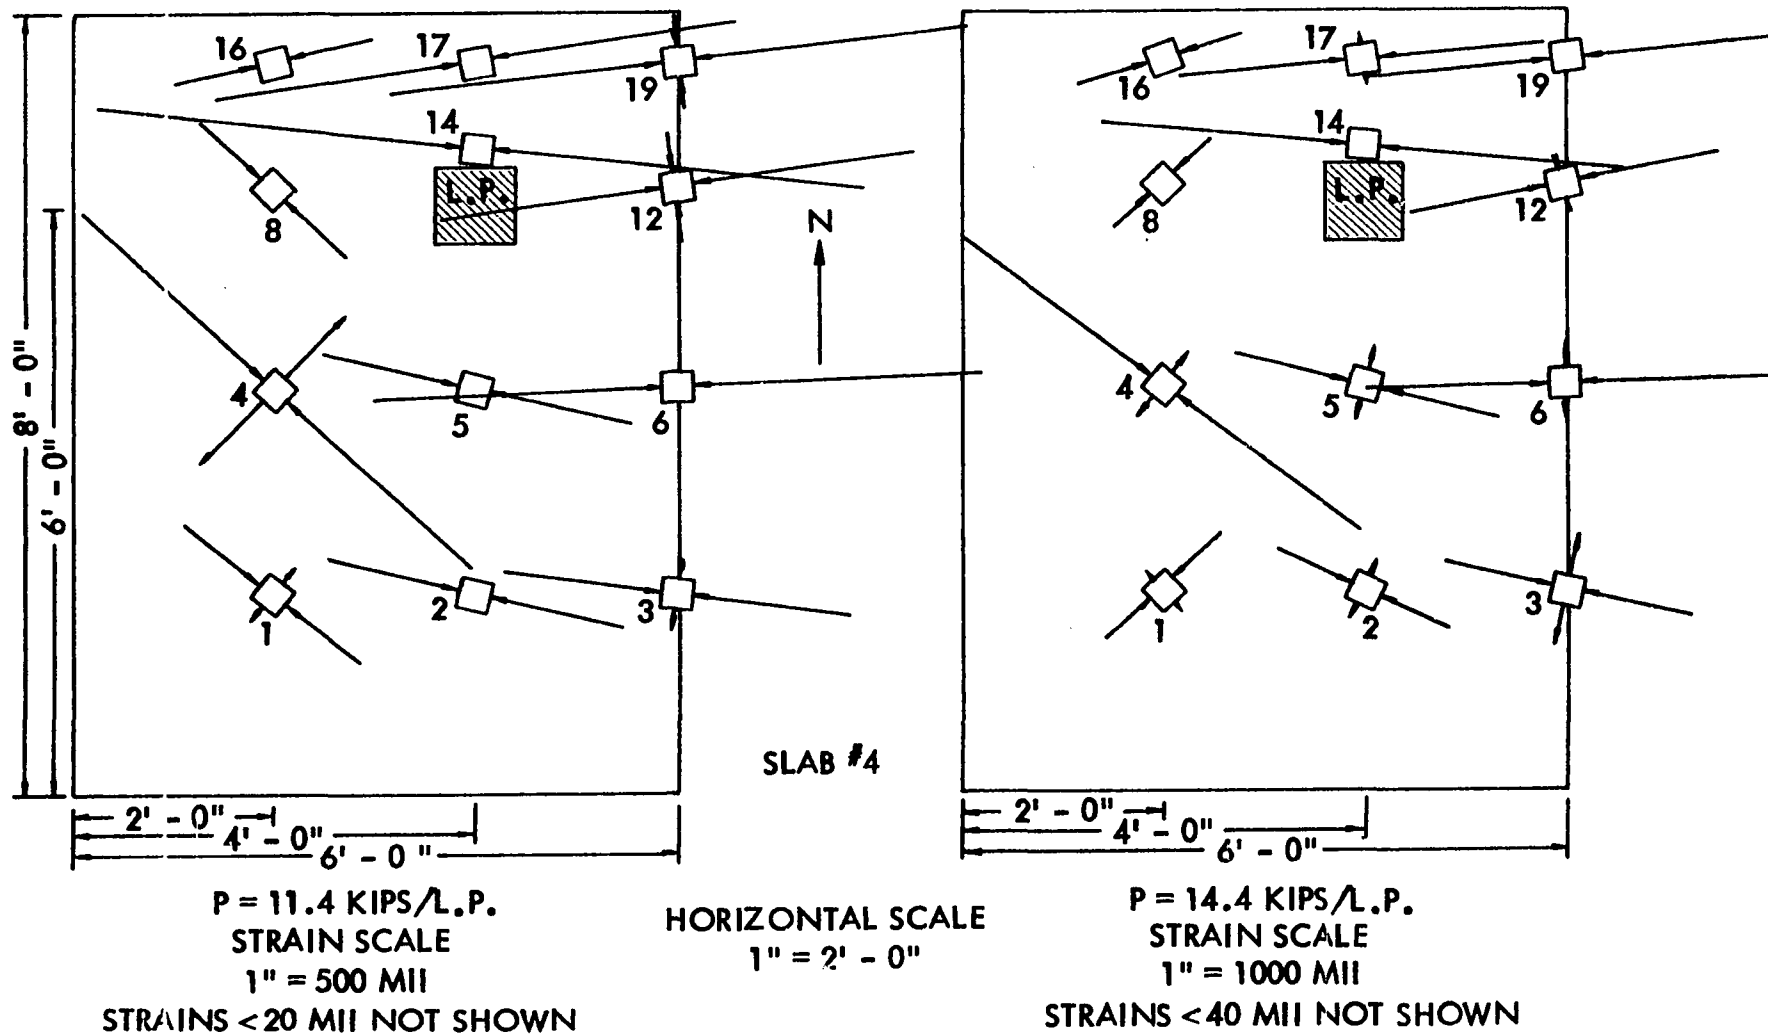 16
17
19
14
L.P.
8
12
N
4
5
6
1
2
3
8' - 0"
6' - 0"
2' - 0"
4' - 0"
6' - 0"
P = 11.4 KIPS/L.P.
STRAIN SCALE
1" = 500 MII
STRAINS <20 MII NOT SHOWN
SLAB #4
HORIZONTAL SCALE
1" = 2' - 0"
16
17
19
14
L.P.
8
12
4
5
6
1
2
3
2' - 0"
4' - 0"
6' - 0"
P = 14.4 KIPS/L.P.
STRAIN SCALE
1" = 1000 MII
STRAINS <40 MII NOT SHOWN